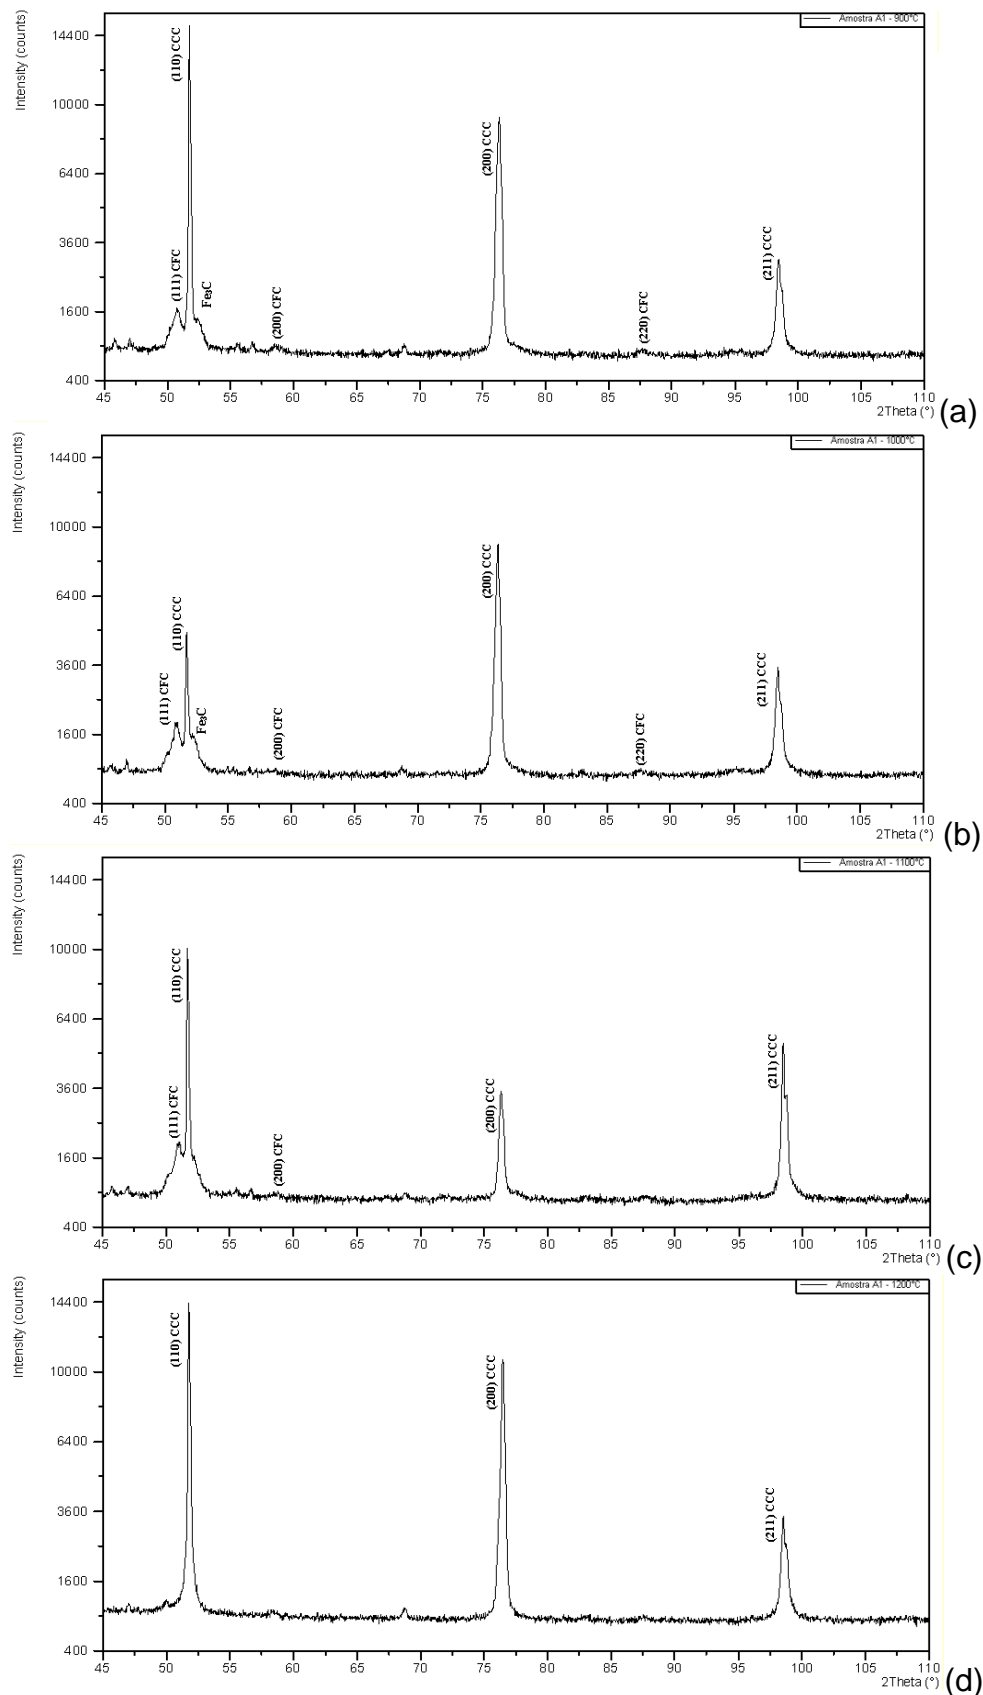 Intensity (counts)
Amostra A1 - 900°C
14400
10000
6400
3600
1600
400
(110) CCC
(111) CFC
Fe₃C
(200) CFC
(200) CCC
(220) CFC
(211) CCC
45 50 55 60 65 70 75 80 85 90 95 100 105 110
2Theta (°) (a)
Intensity (counts)
Amostra A1 - 1000°C
14400
10000
6400
3600
1600
400
(111) CFC
(110) CCC
Fe₃C
(200) CFC
(200) CCC
(220) CFC
(211) CCC
45 50 55 60 65 70 75 80 85 90 95 100 105 110
2Theta (°) (b)
Intensity (counts)
Amostra A1 - 1100°C
14400
10000
6400
3600
1600
400
(111) CFC
(110) CCC
(200) CFC
(200) CCC
(211) CCC
45 50 55 60 65 70 75 80 85 90 95 100 105 110
2Theta (°) (c)
Intensity (counts)
Amostra A1 - 1200°C
14400
10000
6400
3600
1600
400
(110) CCC
(200) CCC
(211) CCC
45 50 55 60 65 70 75 80 85 90 95 100 105 110
2Theta (°) (d)